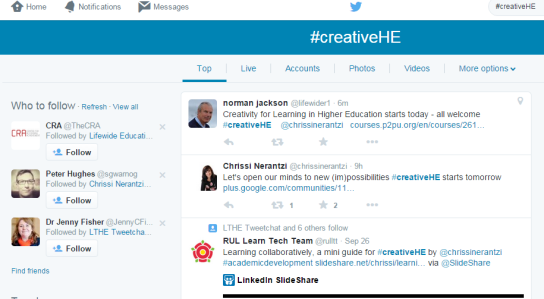 Home Notifications Messages #creativeHE
#creativeHE
Top Live Accounts Photos Videos More options
Who to follow · Refresh · View all
CRA @TheCRA
Followed by Lifewide Educati...
Follow
Peter Hughes @sgwarnog
Followed by Chrissi Nerantzi...
Follow
Dr Jenny Fisher @JennyCFi...
Followed by LTHE Tweetcha...
Follow
Find friends
norman jackson @lifewider1 · 6m
Creativity for Learning in Higher Education starts today - all welcome
#creativeHE @chrissinerantzi courses.p2pu.org/en/courses/261...
Chrissi Nerantzi @chrissinerantzi · 9h
Let's open our minds to new (im)possibilities #creativeHE starts tomorrow
plus.google.com/communities/11...
1 2
LTHE Tweetchat and 6 others follow
RUL Learn Tech Team @rulltt · Sep 26
Learning collaboratively, a mini guide for #creativeHE by @chrissinerantzi
#academicdevelopment slideshare.net/chrissi/learni... via @SlideShare
LinkedIn SlideShare